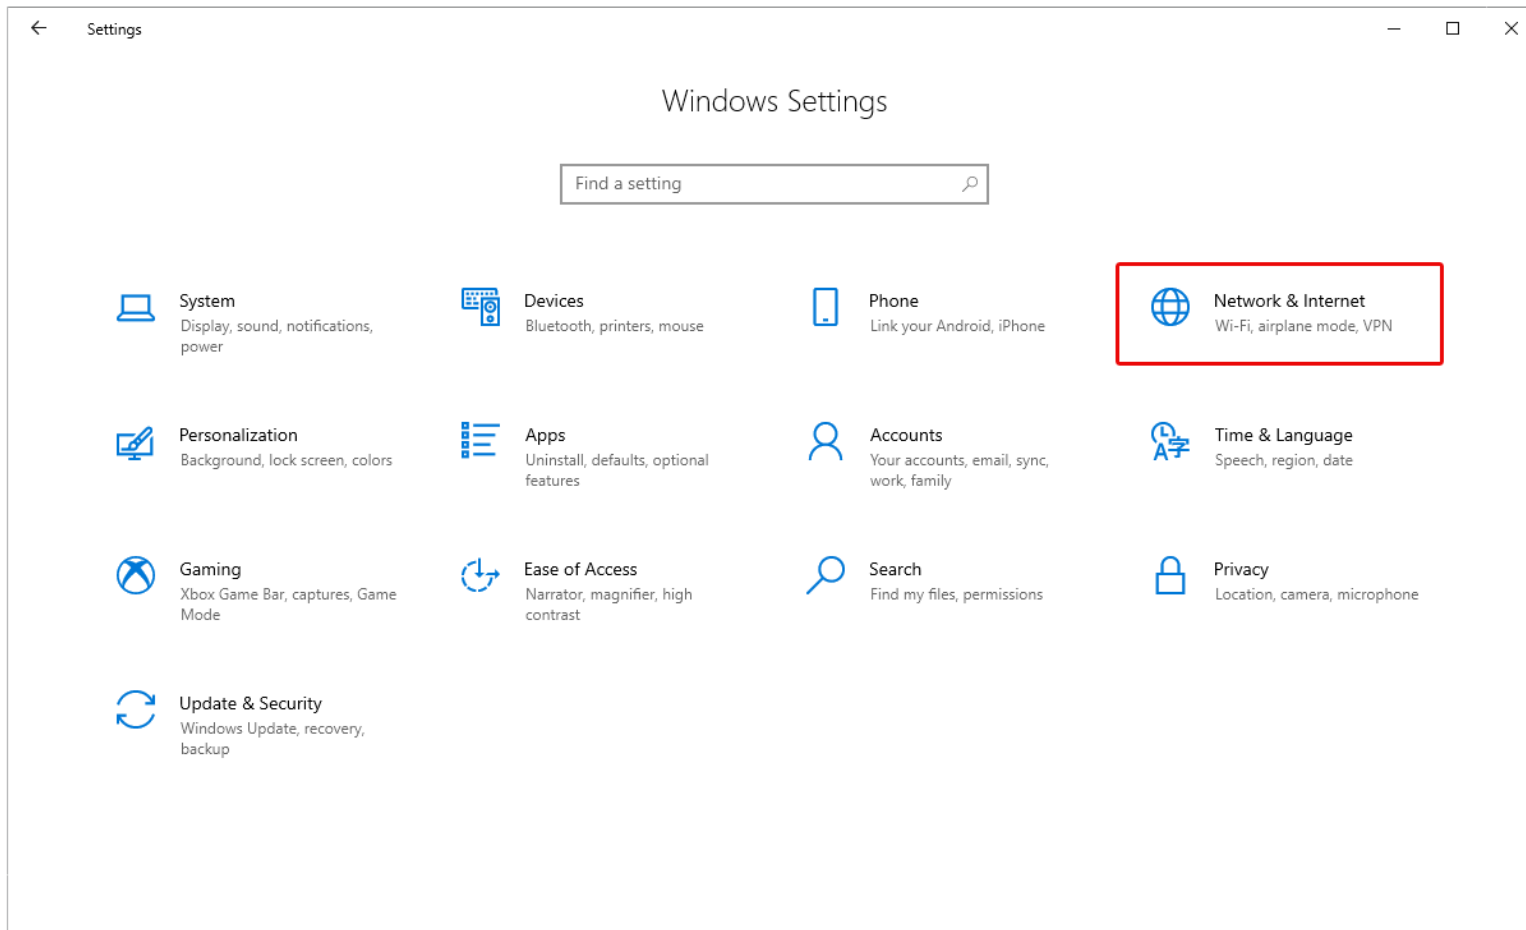 Settings
Windows Settings
Find a setting
System
Display, sound, notifications,
power
Devices
Bluetooth, printers, mouse
Phone
Link your Android, iPhone
Network & Internet
Wi-Fi, airplane mode, VPN
Personalization
Background, lock screen, colors
Apps
Uninstall, defaults, optional
features
Accounts
Your accounts, email, sync,
work, family
Time & Language
Speech, region, date
Gaming
Xbox Game Bar, captures, Game
Mode
Ease of Access
Narrator, magnifier, high
contrast
Search
Find my files, permissions
Privacy
Location, camera, microphone
Update & Security
Windows Update, recovery,
backup